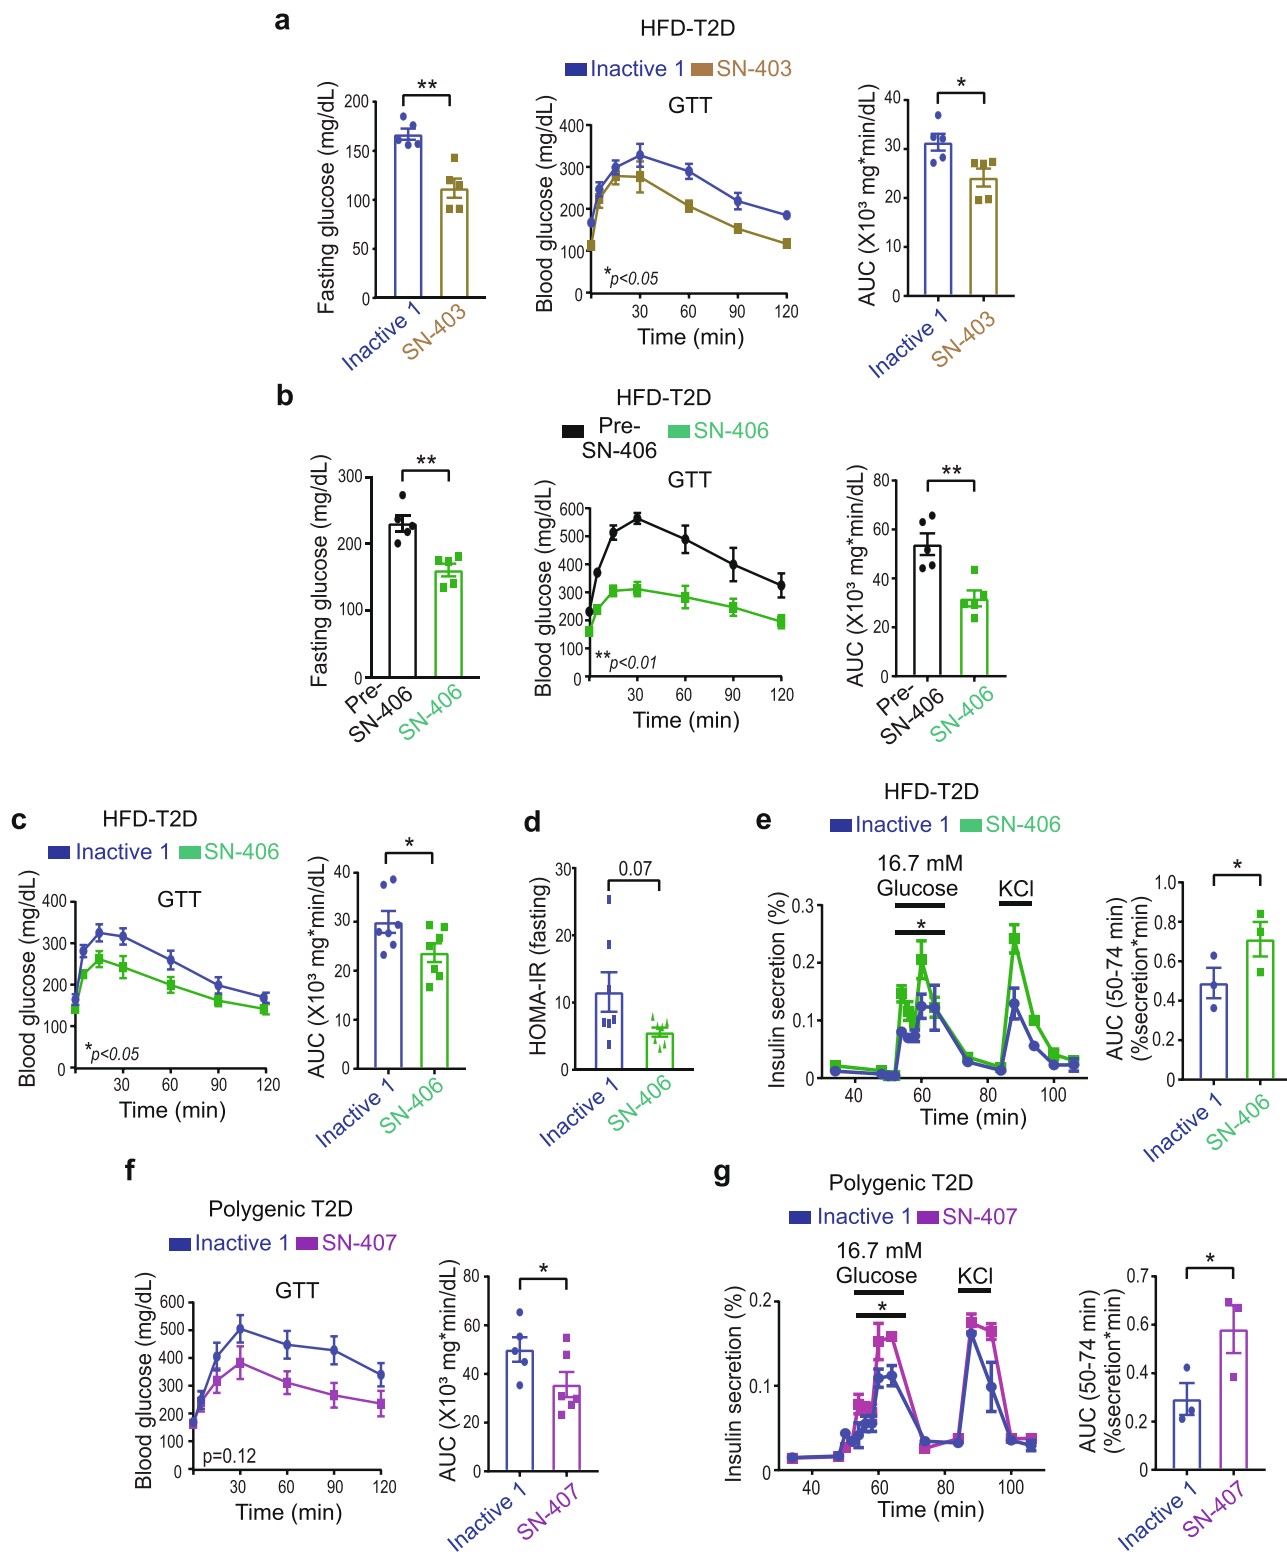 a
HFD-T2D
Inactive 1 SN-403
GTT
Fasting glucose (mg/dL)
200
150
100
50
0
**
Inactive 1
SN-403
Blood glucose (mg/dL)
400
300
200
100
0
*p<0.05
30 60 90 120
Time (min)
AUC (X10³ mg*min/dL)
40
30
20
10
0
*
Inactive 1
SN-403
b
HFD-T2D
Pre-
SN-406
SN-406
GTT
Fasting glucose (mg/dL)
300
200
100
0
**
Pre-
SN-406
SN-406
Blood glucose (mg/dL)
600
500
400
300
200
100
0
**p<0.01
30 60 90 120
Time (min)
AUC (X10³ mg*min/dL)
80
60
40
20
0
**
Pre-
SN-406
SN-406
c
HFD-T2D
Inactive 1 SN-406
GTT
Blood glucose (mg/dL)
400
300
200
100
0
*p<0.05
30 60 90 120
Time (min)
AUC (X10³ mg*min/dL)
40
30
20
10
0
*
Inactive 1
SN-406
d
HOMA-IR (fasting)
30
20
10
0
0.07
Inactive 1
SN-406
e
HFD-T2D
Inactive 1 SN-406
16.7 mM
Glucose
KCl
*
Insulin secretion (%)
0.3
0.2
0.1
0
40 60 80 100
Time (min)
AUC (50-74 min)
(%secretion*min)
1.0
0.8
0.6
0.4
0.2
0
*
Inactive 1
SN-406
f
Polygenic T2D
Inactive 1 SN-407
GTT
Blood glucose (mg/dL)
600
500
400
300
200
100
0
p=0.12
30 60 90 120
Time (min)
AUC (X10³ mg*min/dL)
80
60
40
20
0
*
Inactive 1
SN-407
g
Polygenic T2D
Inactive 1 SN-407
16.7 mM
Glucose
KCl
*
Insulin secretion (%)
0.2
0.1
0
40 60 80 100
Time (min)
AUC (50-74 min)
(%secretion*min)
0.7
0.6
0.4
0.2
0
*
Inactive 1
SN-407